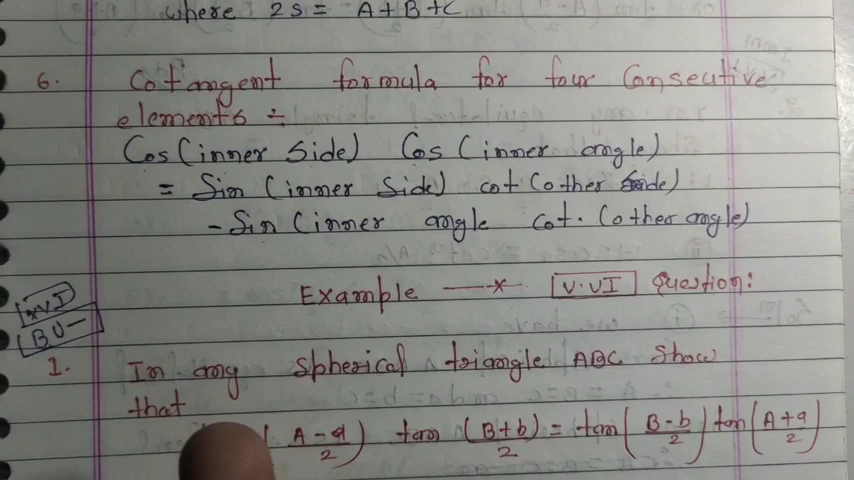 where 2s = A+B+C
6. Cotangent formula for four Consecutive
elements ÷
Cos (inner side) Cos (inner angle)
= Sin (inner side) cot (other side)
- Sin (inner angle cot. (other angle)
Example —* V.VI Question:
*VI
BU-
1. In any spherical triangle ABC show
that
(A-a/2) tan (B+b)/2 = tan (B-b/2) tan (A+a/2)